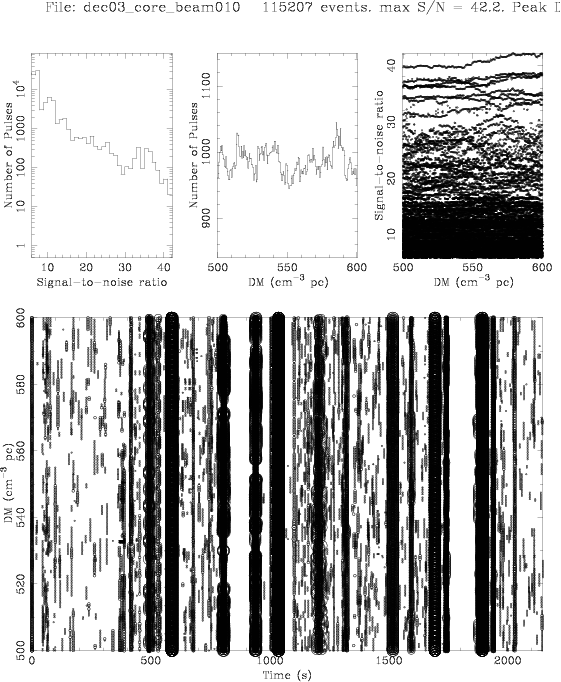 File: dec03_core_beam010 115207 events. max S/N = 42.2. Peak D
Number of Pulses
10⁴
1000
100
10
1
10 20 30 40
Signal-to-noise ratio
Number of Pulses
1100
1000
900
500 550 600
DM (cm⁻³ pc)
Signal-to-noise ratio
40
30
20
10
500 550 600
DM (cm⁻³ pc)
DM (cm⁻³ pc)
600
580
560
540
520
500
0 500 1000 1500 2000
Time (s)